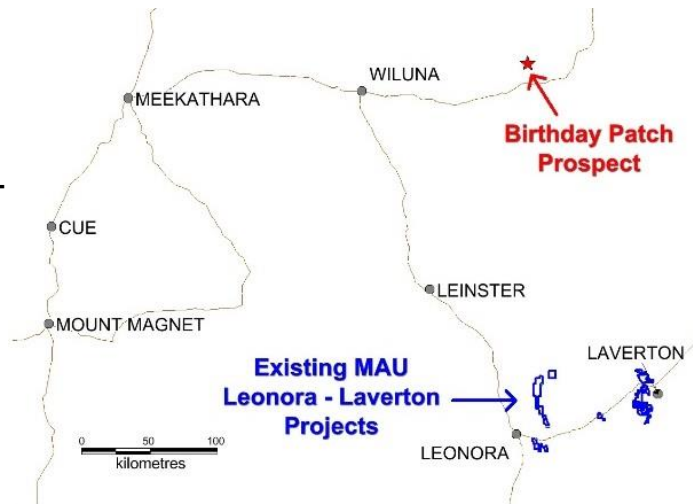 WILUNA
MEEKATHARA
Birthday Patch
Prospect
CUE
LEINSTER
MOUNT MAGNET
LAVERTON
Existing MAU
Leonora - Laverton
Projects
LEONORA
0 50 100
kilometres